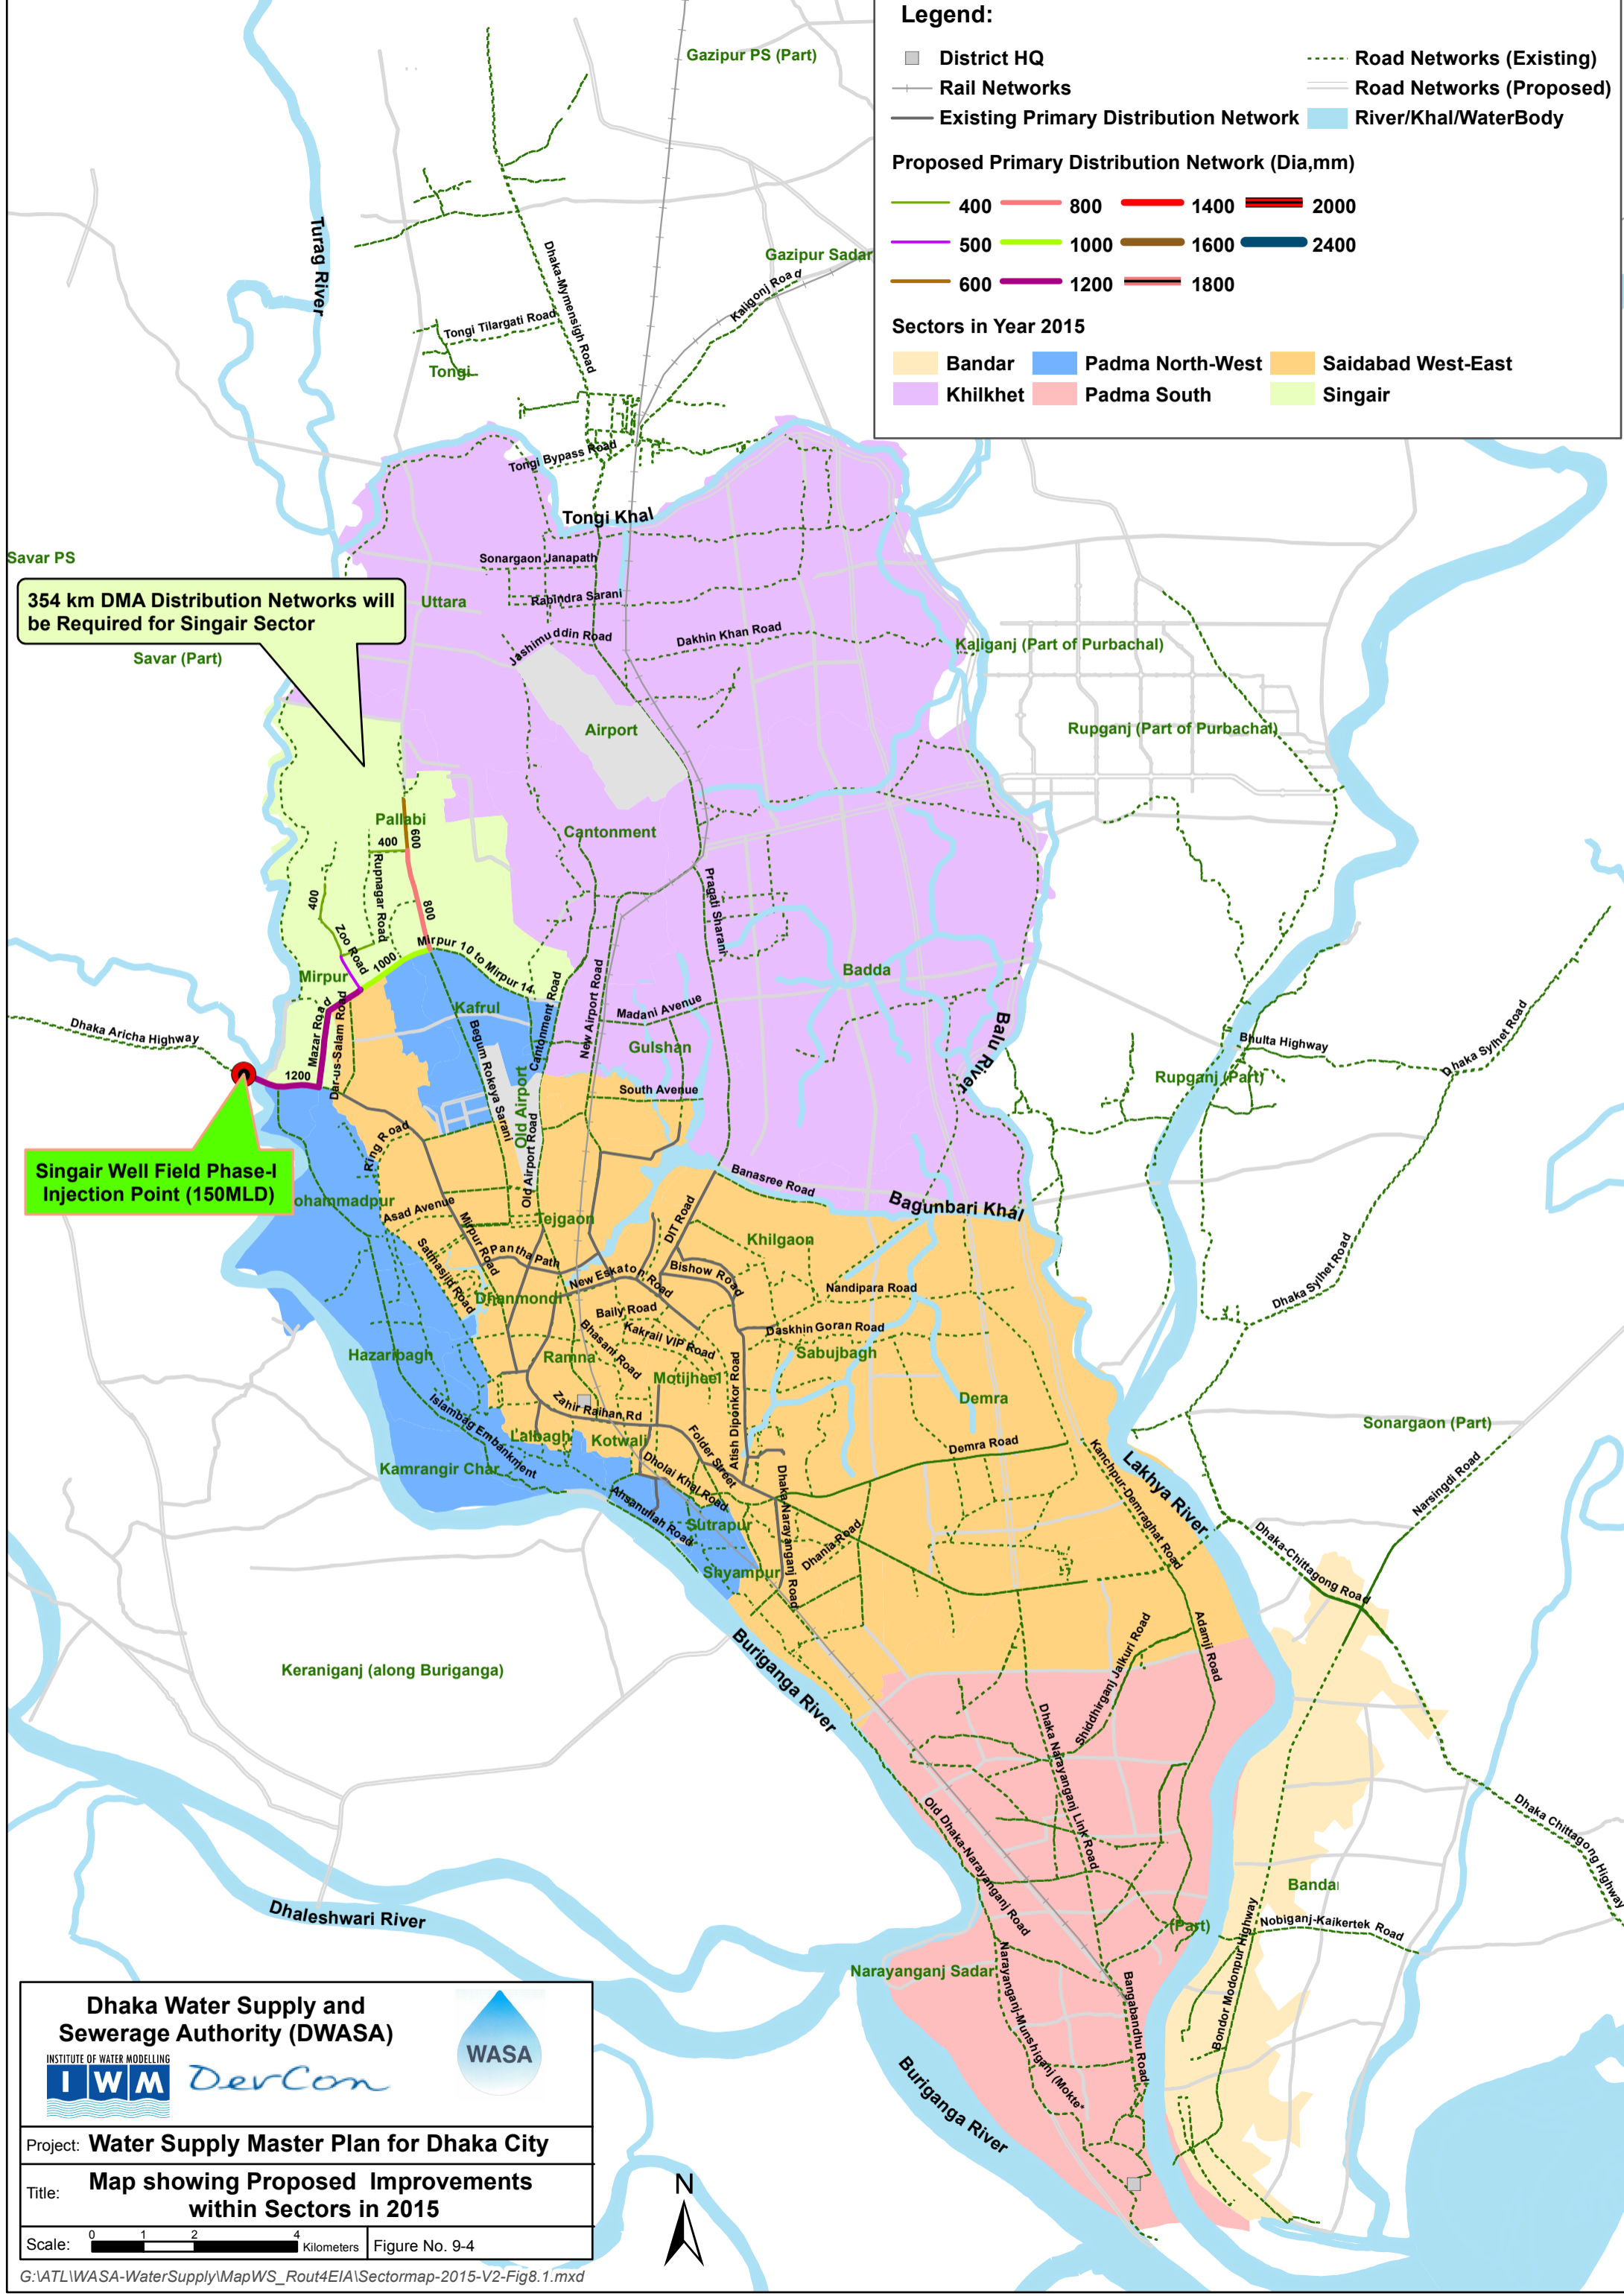 Legend:
District HQ
Rail Networks
Existing Primary Distribution Network
Road Networks (Existing)
Road Networks (Proposed)
River/Khal/WaterBody
Proposed Primary Distribution Network (Dia,mm)
400 800 1400 2000
500 1000 1600 2400
600 1200 1800
Sectors in Year 2015
Bandar Padma North-West Saidabad West-East
Khilkhet Padma South Singair
Gazipur PS (Part)
Turag River
Gazipur Sadar
Dhaka-Mymensigh Road
Kaligonj Road
Tongi Tilargati Road
Tongi
Tongi Bypass Road
Tongi Khal
Savar PS
Sonargaon Janapath
354 km DMA Distribution Networks will
be Required for Singair Sector
Uttara
Rabindra Sarani
Jashimuddin Road
Dakhin Khan Road
Kaliganj (Part of Purbachal)
Savar (Part)
Airport
Rupganj (Part of Purbachal)
Pallabi
600
400
Cantonment
Rupnagar Road
400
800
Pragati Sharani
Zoo Road
Mirpur 10 to Mirpur 14
1000
Mirpur
Badda
Kafrul
Cantonment Road
New Airport Road
Madani Avenue
Dhaka Aricha Highway
Mazar Road
Dar-us-Salam Road
Begum Rokeya Sarani
Gulshan
Balu River
Bhulta Highway
Dhaka Sylhet Road
1200
Rupganj (Part)
South Avenue
Old Airport
Old Airport Road
Ring Road
Singair Well Field Phase-I
Injection Point (150MLD)
Banasree Road
Bagunbari Khal
ohammadpur
Asad Avenue
Tejgaon
DIT Road
Khilgaon
Mirpur Road
Satmasjid Road
Pantha Path
New Eskaton Road
Bishow Road
Nandipara Road
Dhaka Sylhet Road
Dhanmondi
Baily Road
Kakrail VIP Road
Daskhin Goran Road
Bhasani Road
Sabujbagh
Hazaribagh
Ramna
Motijheel
Atish Diponkor Road
Demra
Islambag Embankment
Zahir Raihan Rd
Sonargaon (Part)
Lalbagh
Kotwali
Folder Street
Demra Road
Kamrangir Char
Dholai Khal Road
Dhaka-Narayanganj Road
Kanchpur-Demraghat Road
Lakhya River
Narsingdi Road
Ahsanullah Road
Sutrapur
Dhania Road
Dhaka-Chittagong Road
Shyampur
Adamji Road
Shiddhirganj Jalkuri Road
Keraniganj (along Buriganga)
Buriganga River
Dhaka Narayanganj Link Road
Old Dhaka-Narayanganj Road
Dhaka Chittagong Highway
Banda
Dhaleshwari River
(Part)
Nobiganj-Kaikertek Road
Bondor Modonpur Highway
Narayanganj Sadar
Narayanganj-Munshiganj (Mokte*
Bangabandhu Road
Buriganga River
Dhaka Water Supply and
Sewerage Authority (DWASA)
WASA
INSTITUTE OF WATER MODELLING
IWM
DevCon
Project: Water Supply Master Plan for Dhaka City
Title: Map showing Proposed Improvements
within Sectors in 2015
Scale: 0 1 2 4 Kilometers
Figure No. 9-4
N
G:\ATL\WASA-WaterSupply\MapWS_Rout4EIA\Sectormap-2015-V2-Fig8.1.mxd